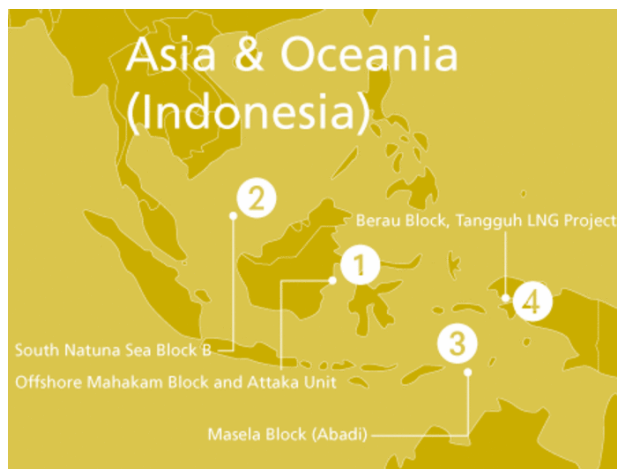 Asia & Oceania
(Indonesia)
2
Berau Block, Tangguh LNG Project
1
4
3
South Natuna Sea Block B
Offshore Mahakam Block and Attaka Unit
Masela Block (Abadi)